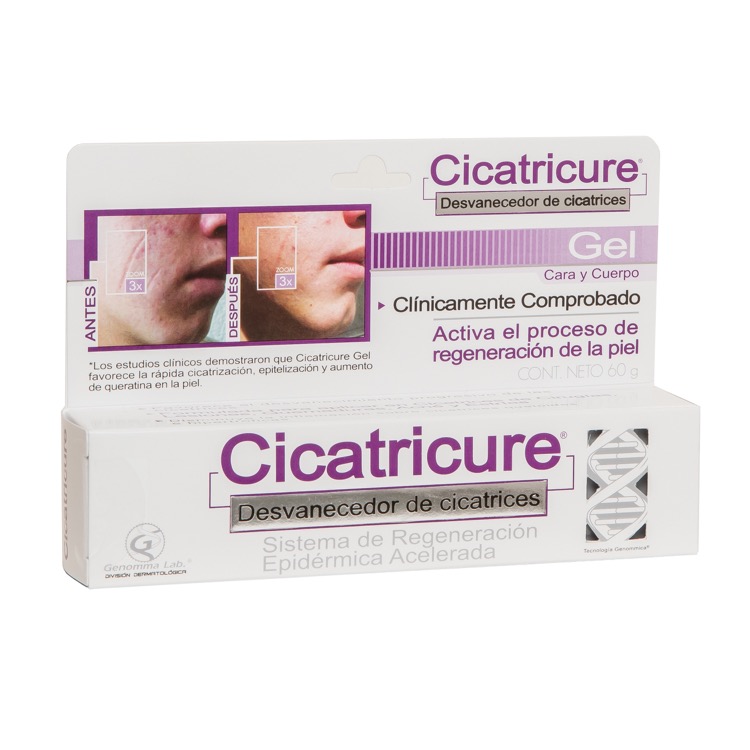 Cicatricure®
Desvanecedor de cicatrices
Gel
Cara y Cuerpo
Clínicamente Comprobado
Activa el proceso de
regeneración de la piel
CONT. NETO 60 g
ANTES
ZOOM
3x
DESPUÉS
ZOOM
3x
*Los estudios clínicos demostraron que Cicatricure Gel
favorece la rápida cicatrización, epitelización y aumento
de queratina en la piel.
Cicatricure
Cicatricure®
Desvanecedor de cicatrices
Sistema de Regeneración
Epidérmica Acelerada
Genomma Lab.®
DIVISIÓN DERMATOLÓGICA
Tecnología Genommica®